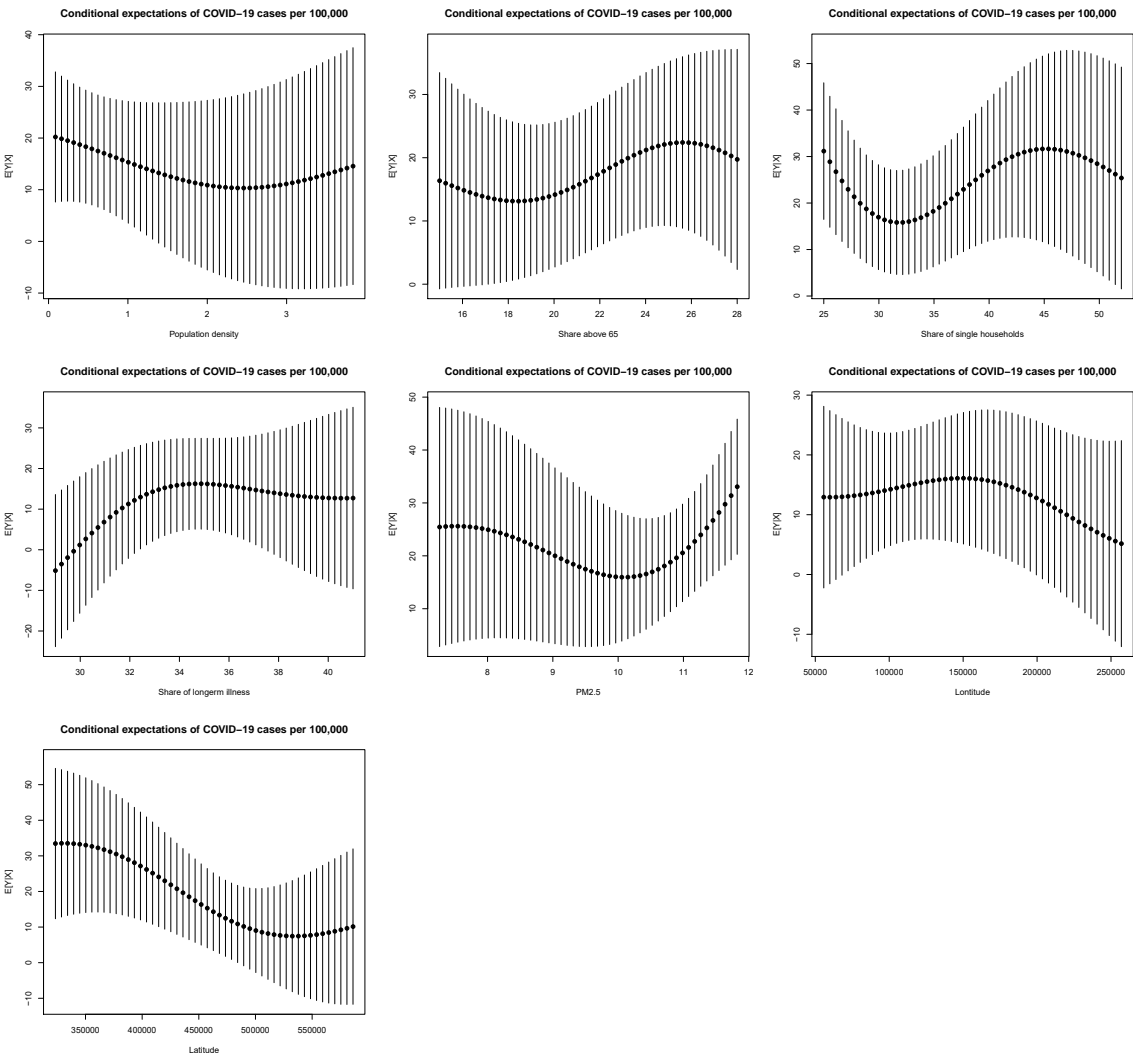 Conditional expectations of COVID−19 cases per 100,000
E[Y|X]
−10 0 10 20 30 40
0 1 2 3
Population density
Conditional expectations of COVID−19 cases per 100,000
E[Y|X]
0 10 20 30
16 18 20 22 24 26 28
Share above 65
Conditional expectations of COVID−19 cases per 100,000
E[Y|X]
0 10 20 30 40 50
25 30 35 40 45 50
Share of single households
Conditional expectations of COVID−19 cases per 100,000
E[Y|X]
−20 −10 0 10 20 30
30 32 34 36 38 40
Share of longerm illness
Conditional expectations of COVID−19 cases per 100,000
E[Y|X]
10 20 30 40 50
8 9 10 11 12
PM2.5
Conditional expectations of COVID−19 cases per 100,000
E[Y|X]
−10 0 10 20 30
50000 100000 150000 200000 250000
Lontitude
Conditional expectations of COVID−19 cases per 100,000
E[Y|X]
−10 0 10 20 30 40 50
350000 400000 450000 500000 550000
Latitude